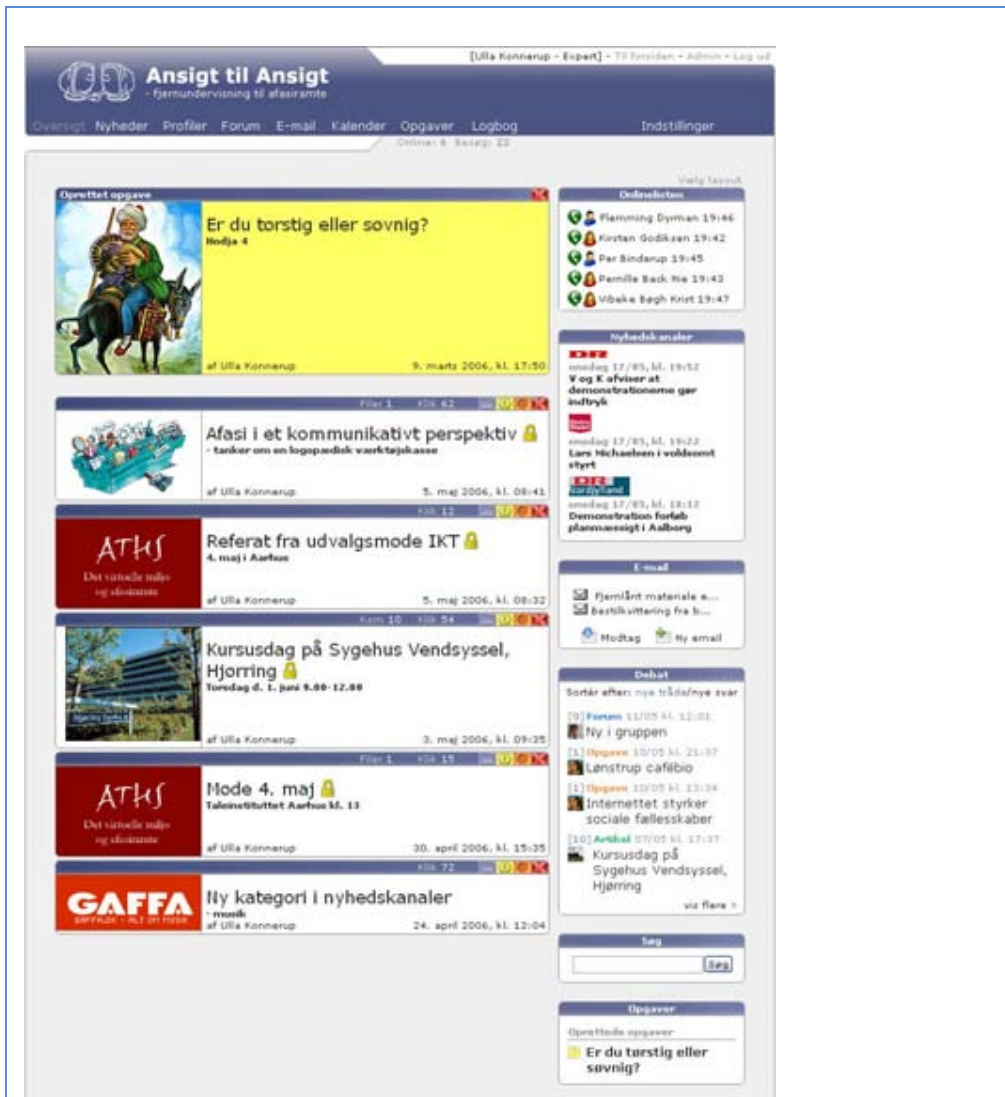 [Ulla Konnerup - Expert] - Til forsiden - Admin - Log ud
Ansigt til Ansigt
- fjernundervisning til afasiramte
Oversigt Nyheder Profiler Forum E-mail Kalender Opgaver Logbog Indstillinger
Online: 6 Besøg: 22
Vælg layout
Oprettet opgave
Er du torstig eller søvnig?
Hodja 4
af Ulla Konnerup 9. marts 2006, kl. 17:50
Filer 1 Klik 62
Afasi i et kommunikativt perspektiv
- tanker om en logopædisk værktøjskasse
af Ulla Konnerup 5. maj 2006, kl. 08:41
Klik 12
ATHS
Det virtuelle miljø
og afasiramte
Referat fra udvalgsmode IKT
4. maj i Aarhus
af Ulla Konnerup 5. maj 2006, kl. 08:32
Kom 10 Klik 54
Kursusdag på Sygehus Vendsyssel,
Hjorring
Torsdag d. 1. juni 9.00-12.00
af Ulla Konnerup 3. maj 2006, kl. 09:35
Filer 1 Klik 15
ATHS
Det virtuelle miljø
og afasiramte
Mode 4. maj
Taleinstituttet Aarhus kl. 13
af Ulla Konnerup 30. april 2006, kl. 15:35
Klik 72
GAFFA
GAFFA.DK - ALT OM MUSIK
Ny kategori i nyhedskanaler
- musik
af Ulla Konnerup 24. april 2006, kl. 12:04
Onlinelisten
Flemming Dyrman 19:46
Kirsten Godiksen 19:42
Per Binderup 19:45
Pernille Back Nie 19:43
Vibeke Bøgh Krist 19:47
Nyhedskanaler
DR
onsdag 17/05, kl. 19:52
V og K afviser at
demonstrationerne gør
indtryk
onsdag 17/05, kl. 19:22
Lars Michaelsen i voldsomt
styrt
DR
Nordjylland
onsdag 17/05, kl. 18:12
Demonstration forløb
planmæssigt i Aalborg
E-mail
Fjernlånt materiale e...
Bestilkvittering fra b...
Modtag Ny email
Debat
Sortér efter: nye tråde/nye svar
[0] Forum 11/05 kl. 12:01
Ny i gruppen
[1] Opgave 10/05 kl. 21:37
Lønstrup cafébio
[1] Opgave 10/05 kl. 13:34
Internettet styrker
sociale fællesskaber
[10] Artikel 07/05 kl. 17:37
Kursusdag på
Sygehus Vendsyssel,
Hjørring
vis flere
Søg
Søg
Opgaver
Oprettede opgaver
Er du tørstig eller
søvnig?